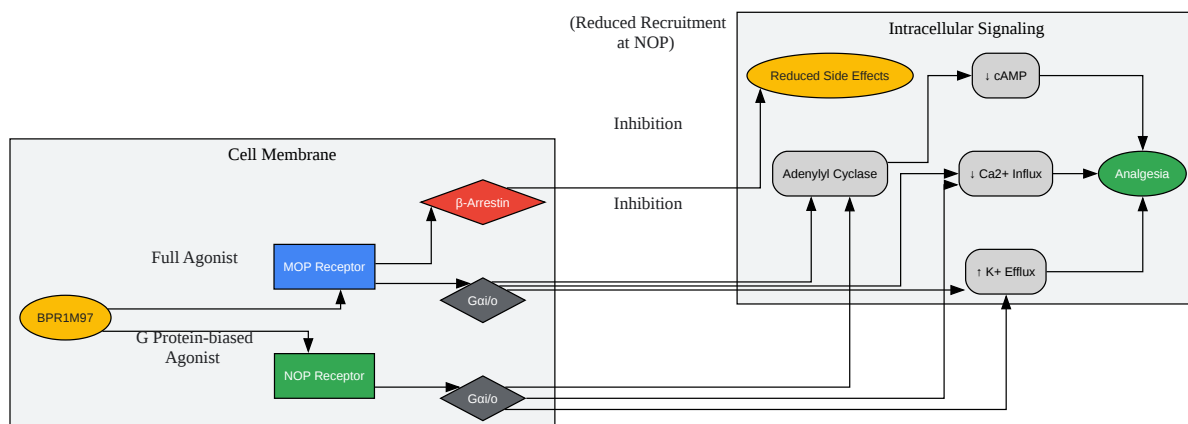 (Reduced Recruitment
at NOP)
Intracellular Signaling
Reduced Side Effects
↓ cAMP
Inhibition
Cell Membrane
Adenylyl Cyclase
↓ Ca2+ Influx
Analgesia
β-Arrestin
Inhibition
Full Agonist
MOP Receptor
↑ K+ Efflux
Gαi/o
BPR1M97
G Protein-biased
Agonist
NOP Receptor
Gαi/o